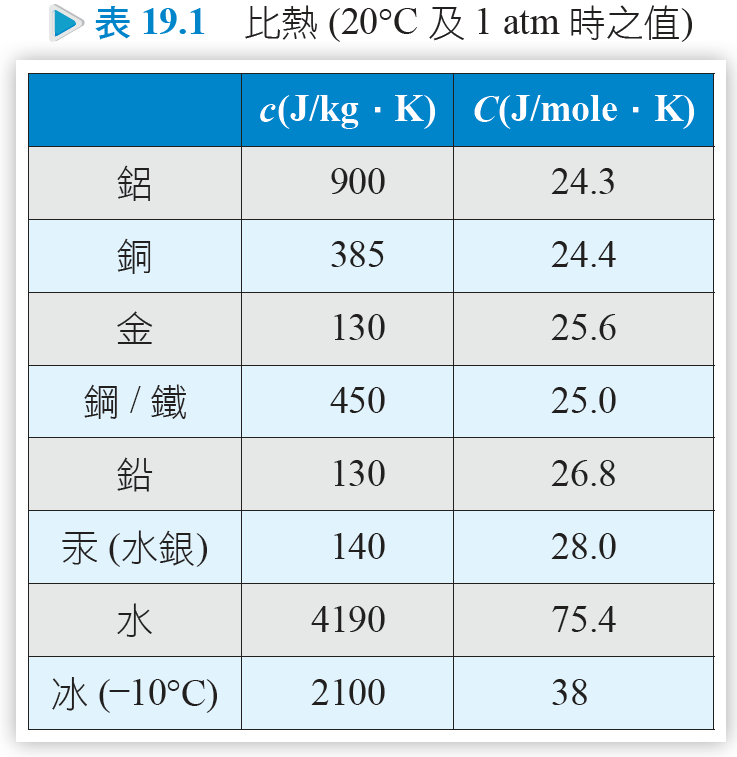 表 19.1 比熱 (20°C 及 1 atm 時之值)
c(J/kg · K) C(J/mole · K)
鋁 900 24.3
銅 385 24.4
金 130 25.6
鋼 / 鐵 450 25.0
鉛 130 26.8
汞 (水銀) 140 28.0
水 4190 75.4
冰 (−10°C) 2100 38